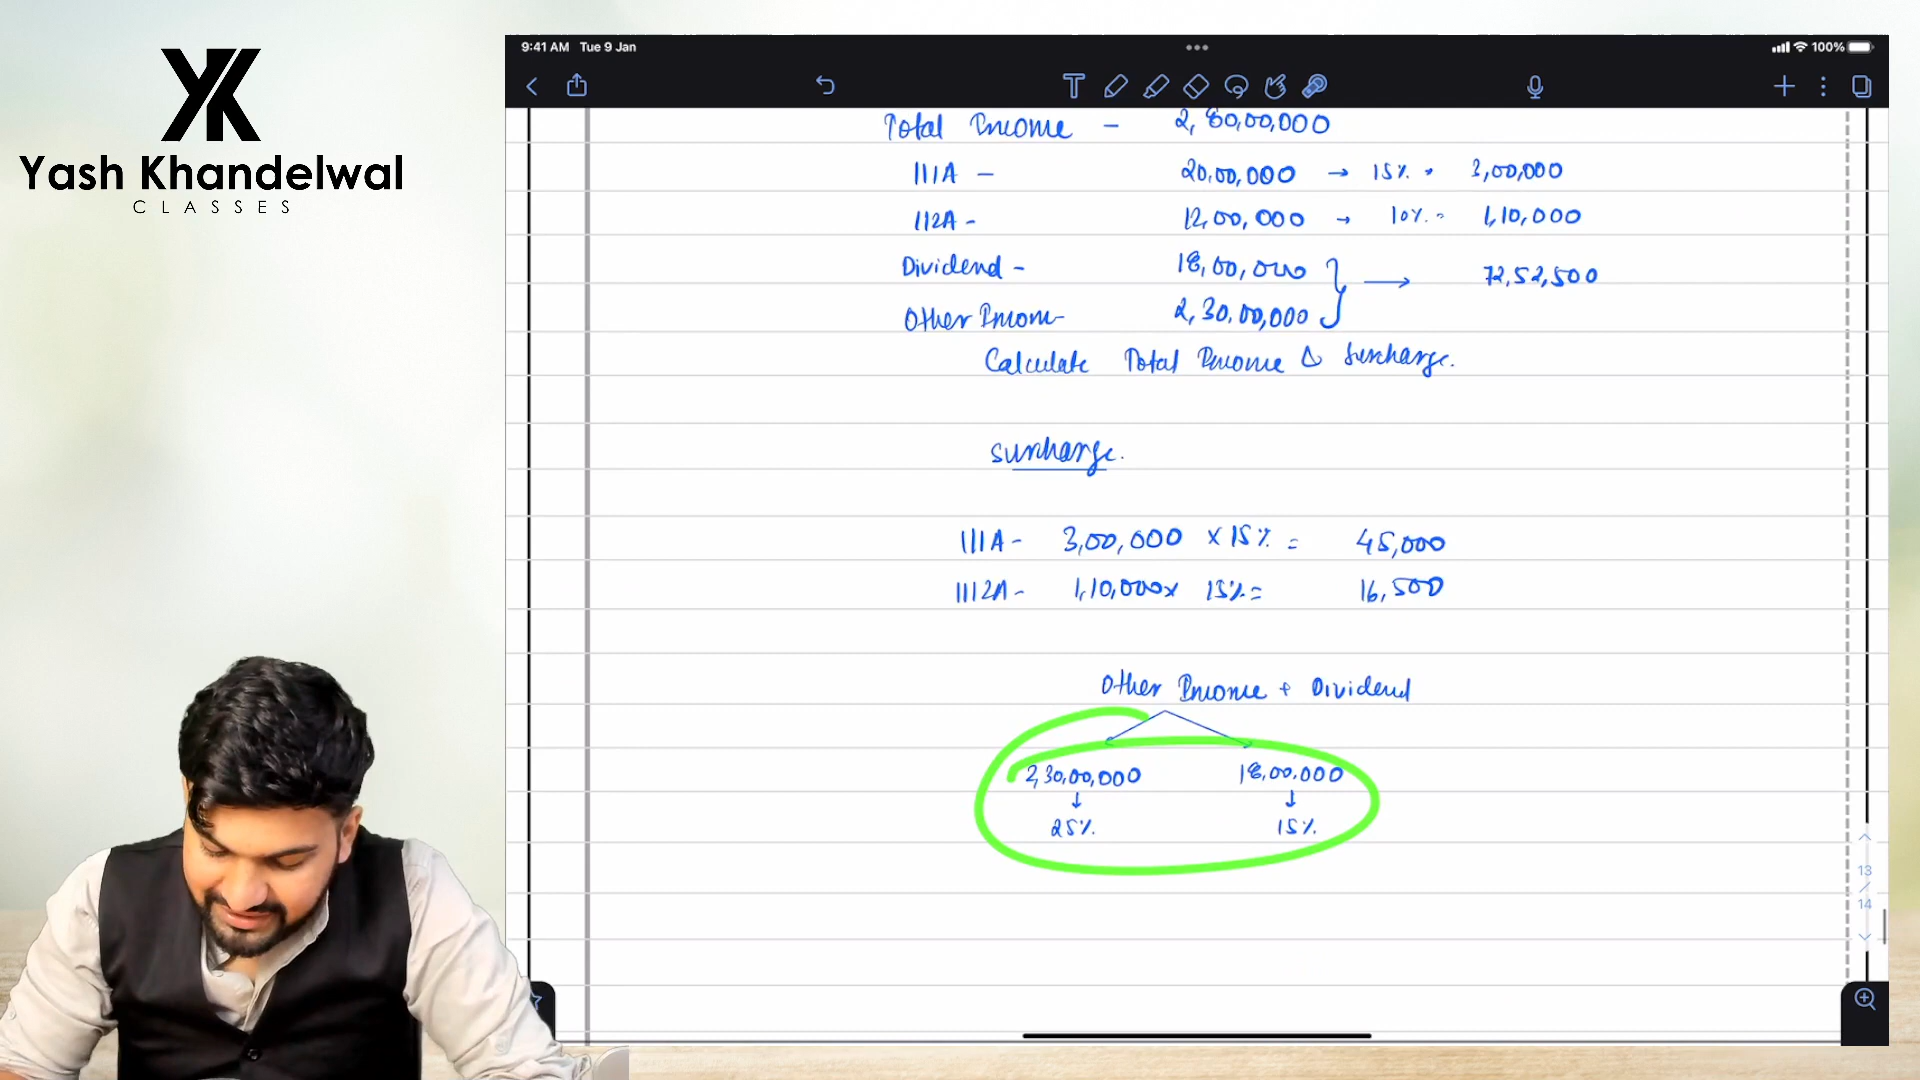 9:41 AM Tue 9 Jan
100%
YK
Yash Khandelwal
CLASSES
Total Income - 2,80,00,000
111A - 20,00,000 → 15% = 3,00,000
112A - 12,00,000 → 10% = 1,10,000
Dividend - 18,00,000
→ 72,52,500
Other Income 2,30,00,000
Calculate Total Income & Surcharge.
Surcharge.
111A - 3,00,000 × 15% = 45,000
1112A - 1,10,000 × 15% = 16,500
Other Income + Dividend
2,30,00,000 18,00,000
↓ ↓
25% 15%
13
/
14